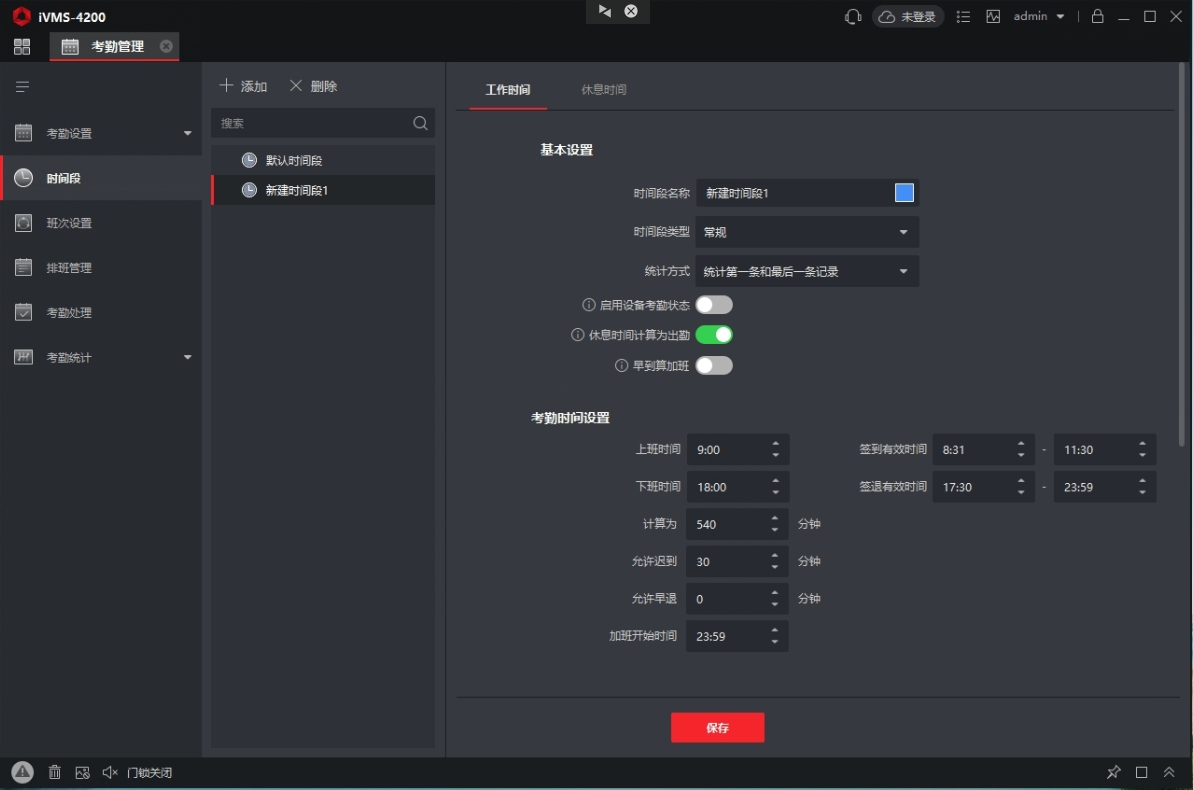 iVMS-4200
未登录
admin
考勤管理
添加
删除
搜索
考勤设置
时间段
班次设置
排班管理
考勤处理
考勤统计
默认时间段
新建时间段1
工作时间
休息时间
基本设置
时间段名称
新建时间段1
时间段类型
常规
统计方式
统计第一条和最后一条记录
启用设备考勤状态
休息时间计算为出勤
早到算加班
考勤时间设置
上班时间 9:00 签到有效时间 8:31 - 11:30
下班时间 18:00 签退有效时间 17:30 - 23:59
计算为 540 分钟
允许迟到 30 分钟
允许早退 0 分钟
加班开始时间 23:59
保存
门锁关闭